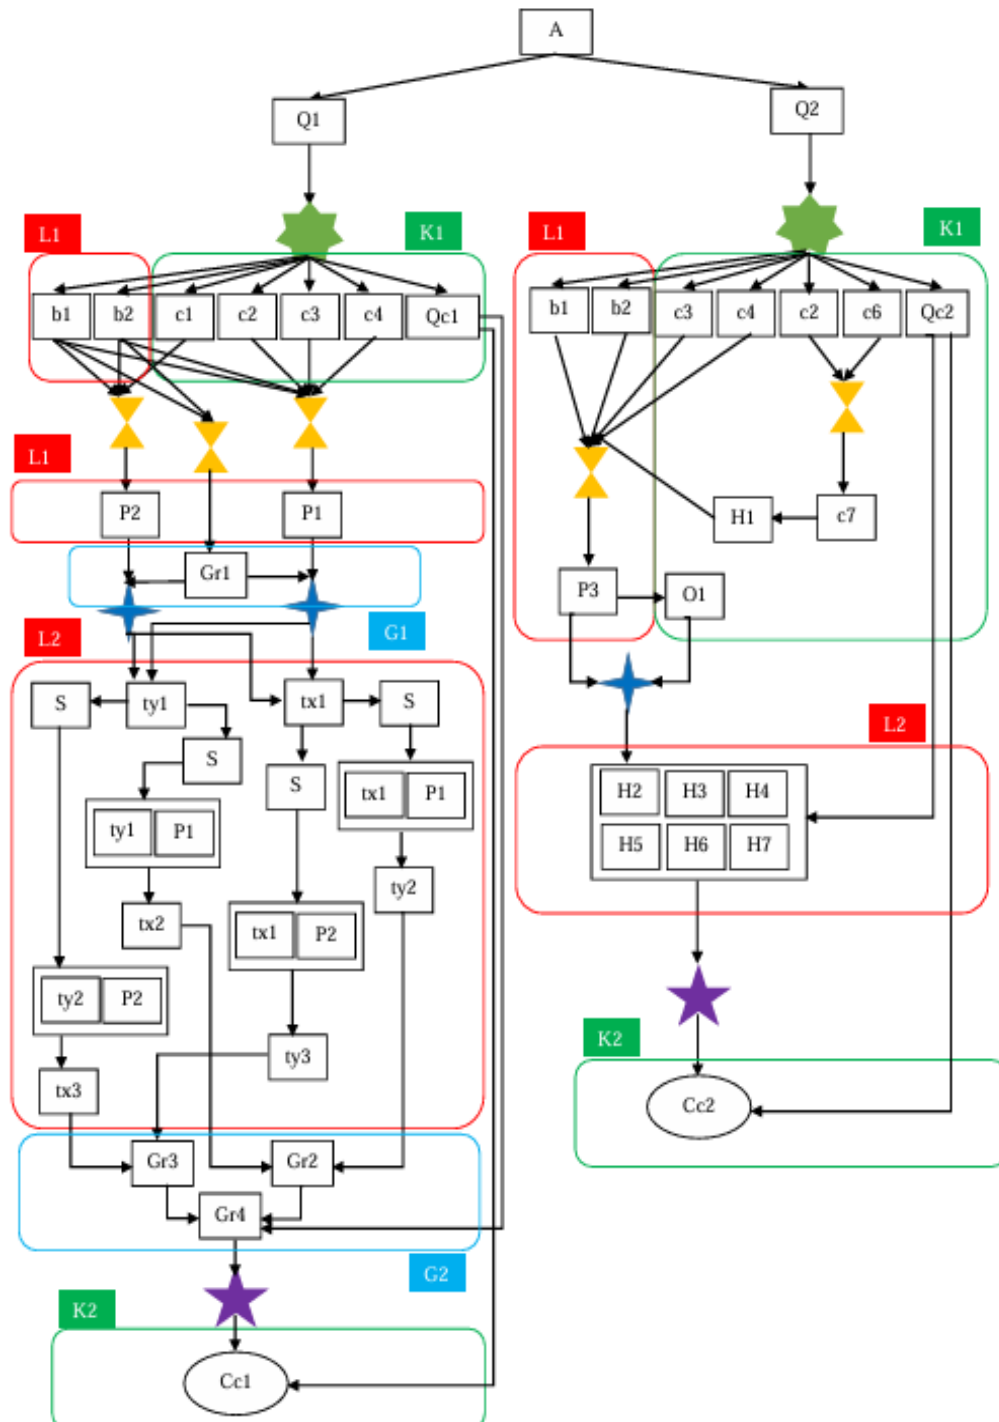 A
Q1
Q2
L1
K1
L1
K1
b1 b2 c1 c2 c3 c4 Qc1
b1 b2 c3 c4 c2 c6 Qc2
L1
P2 P1
H1 c7
Gr1
P3 O1
G1
L2
S ty1 tx1 S
S
S
tx1 P1
ty1 P1
ty2
tx2
tx1 P2
ty2 P2
ty3
tx3
L2
H2 H3 H4
H5 H6 H7
K2
Cc2
Gr3 Gr2
Gr4
G2
K2
Cc1